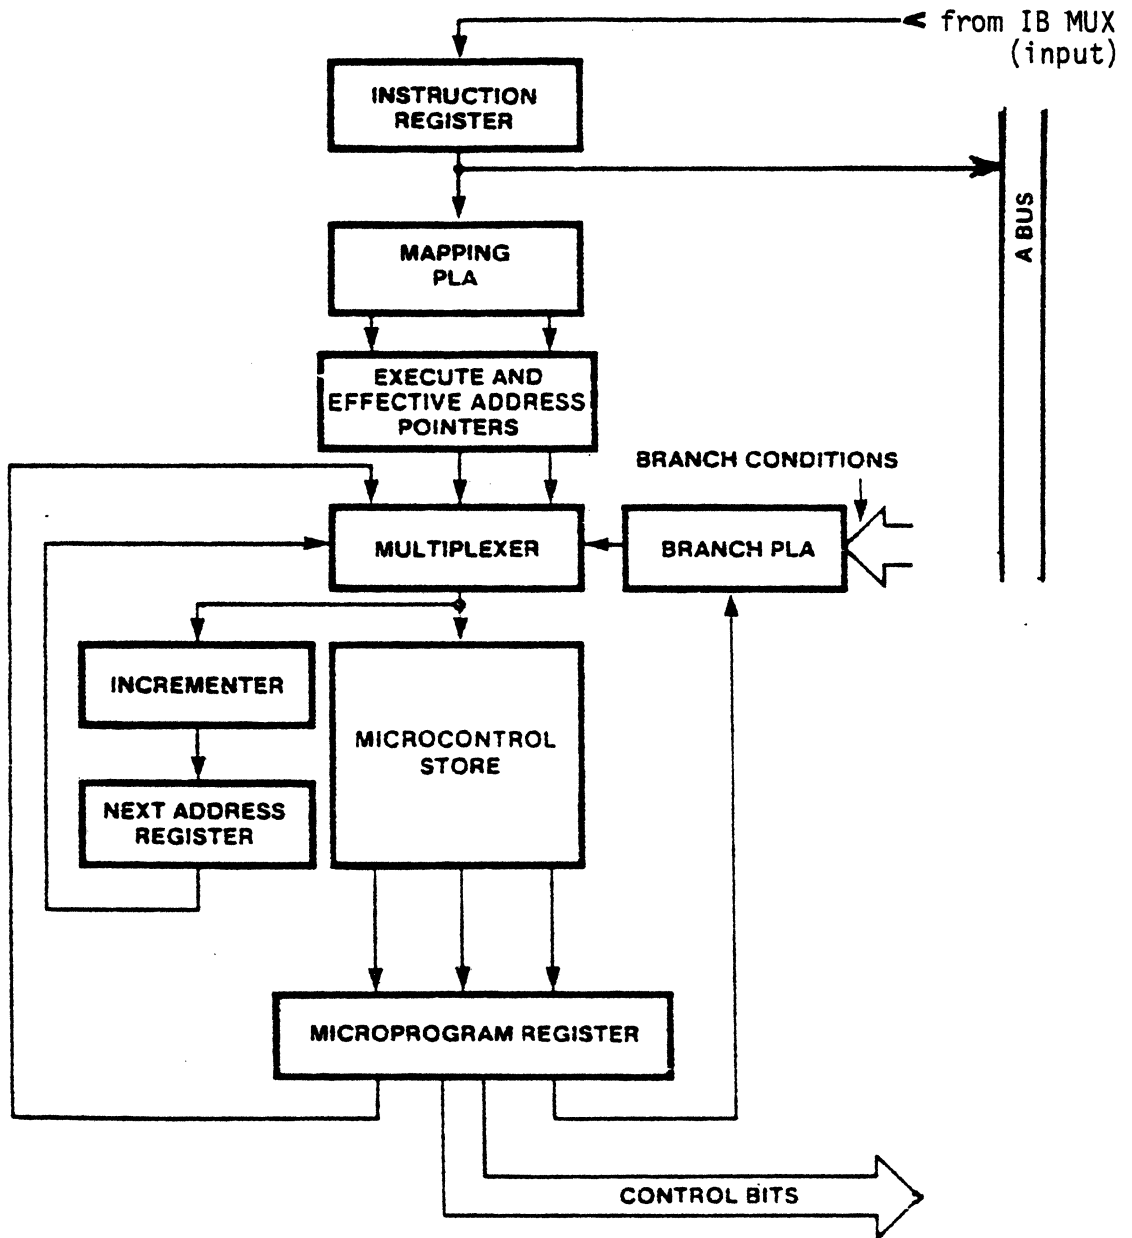 from IB MUX
(input)
INSTRUCTION
REGISTER
A BUS
MAPPING
PLA
EXECUTE AND
EFFECTIVE ADDRESS
POINTERS
BRANCH CONDITIONS
MULTIPLEXER
BRANCH PLA
INCREMENTER
MICROCONTROL
STORE
NEXT ADDRESS
REGISTER
MICROPROGRAM REGISTER
CONTROL BITS